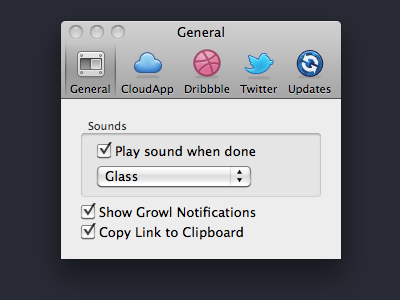 General
General CloudApp Dribbble Twitter Updates
Sounds
Play sound when done
Glass
Show Growl Notifications
Copy Link to Clipboard